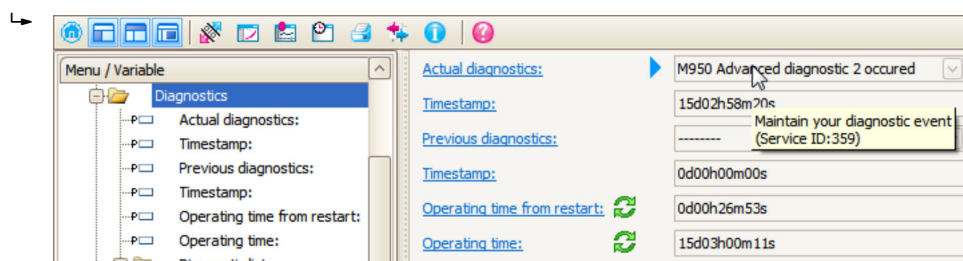 Menu / Variable
Diagnostics
Actual diagnostics:
Timestamp:
Previous diagnostics:
Timestamp:
Operating time from restart:
Operating time:
Actual diagnostics:
M950 Advanced diagnostic 2 occured
Timestamp:
15d02h58m20s
Maintain your diagnostic event
(Service ID:359)
Previous diagnostics:
--------
Timestamp:
0d00h00m00s
Operating time from restart:
0d00h26m53s
Operating time:
15d03h00m11s